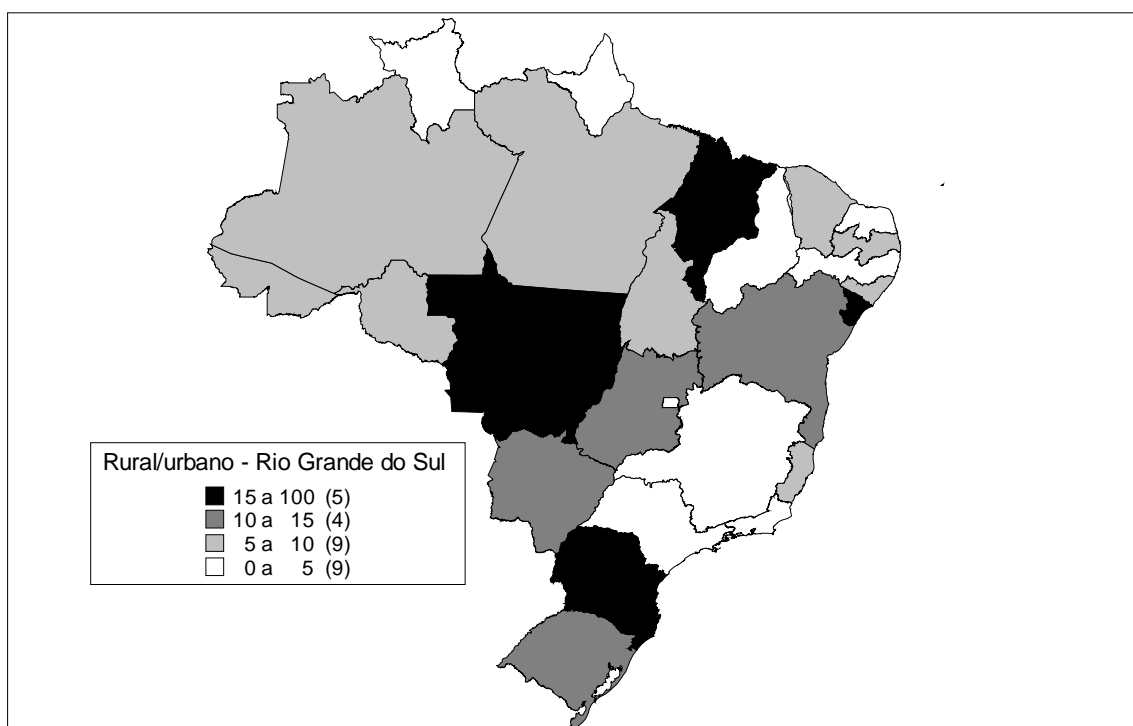 Rural/urbano - Rio Grande do Sul
15 a 100 (5)
10 a 15 (4)
5 a 10 (9)
0 a 5 (9)